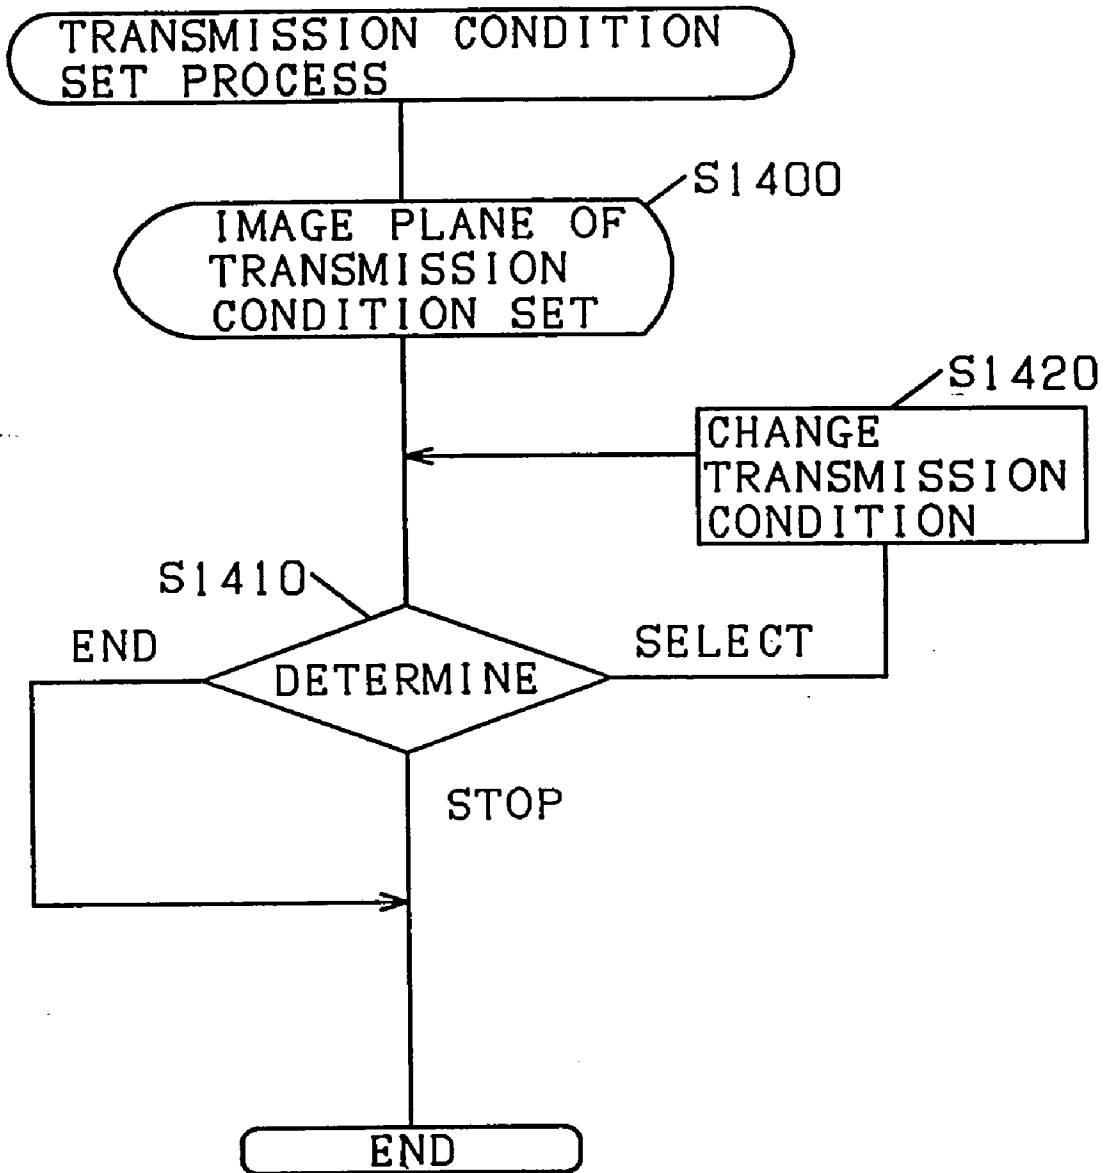 TRANSMISSION CONDITION
SET PROCESS
S1400
IMAGE PLANE OF
TRANSMISSION
CONDITION SET
S1420
CHANGE
TRANSMISSION
CONDITION
S1410
END
SELECT
DETERMINE
STOP
END